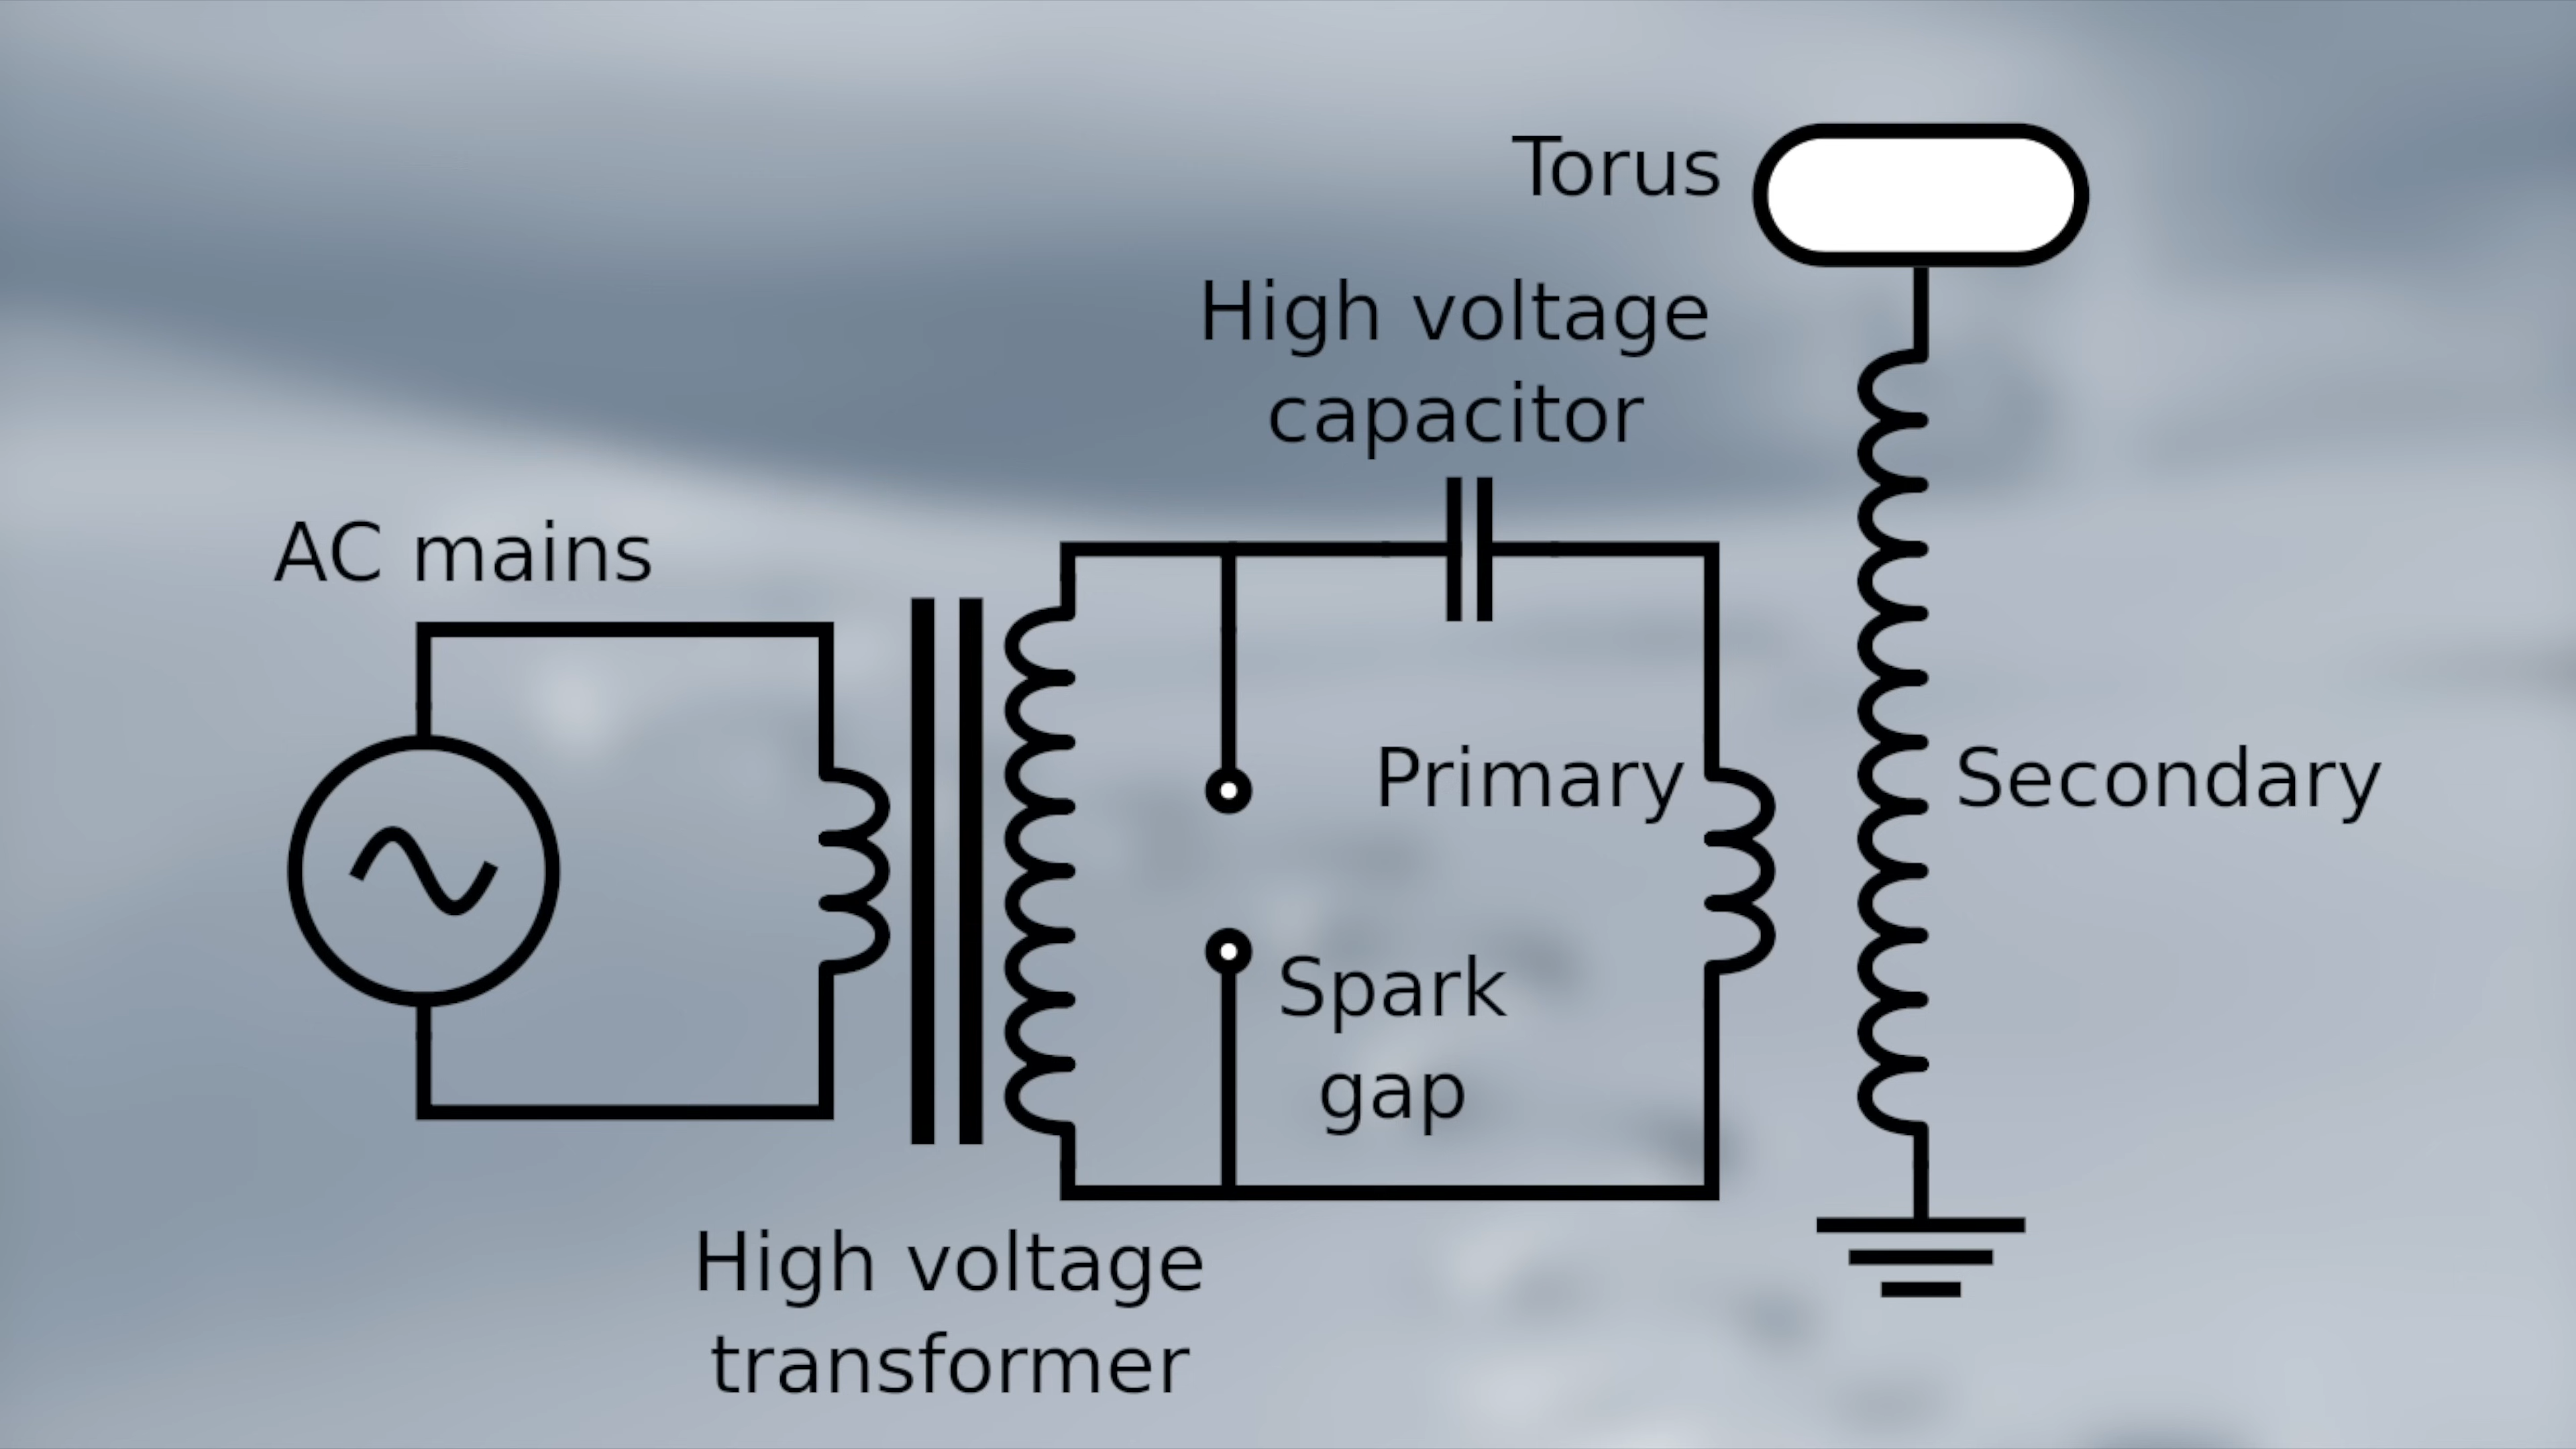 Torus
High voltage
capacitor
AC mains
Primary
Secondary
Spark
gap
High voltage
transformer